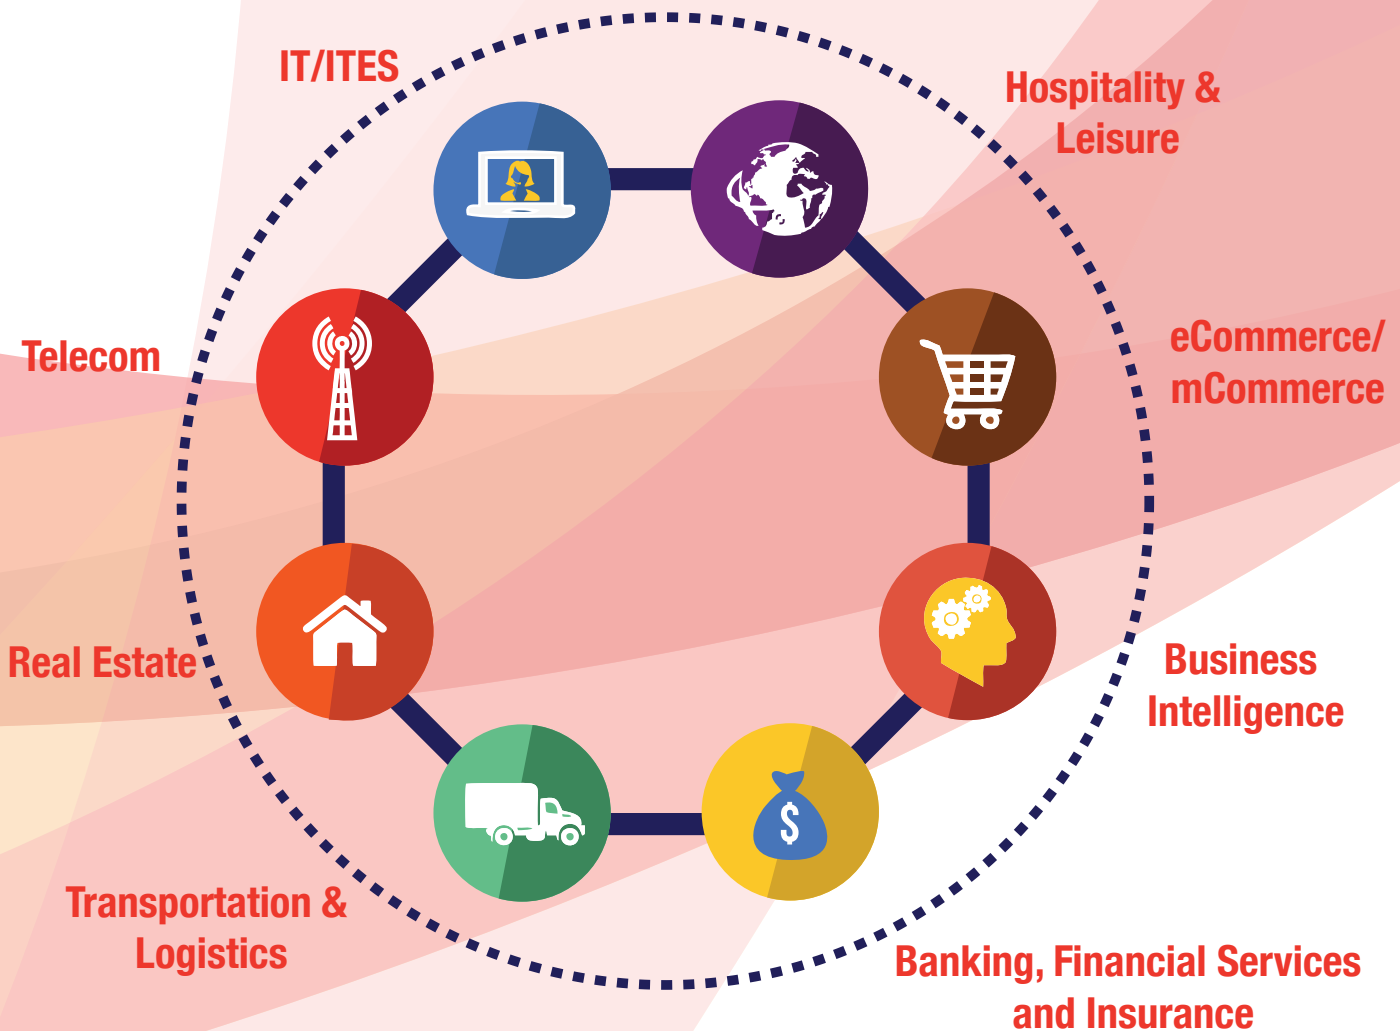 IT/ITES
Hospitality &
Leisure
Telecom
eCommerce/
mCommerce
Real Estate
Business
Intelligence
$
Transportation &
Logistics
Banking, Financial Services
and Insurance